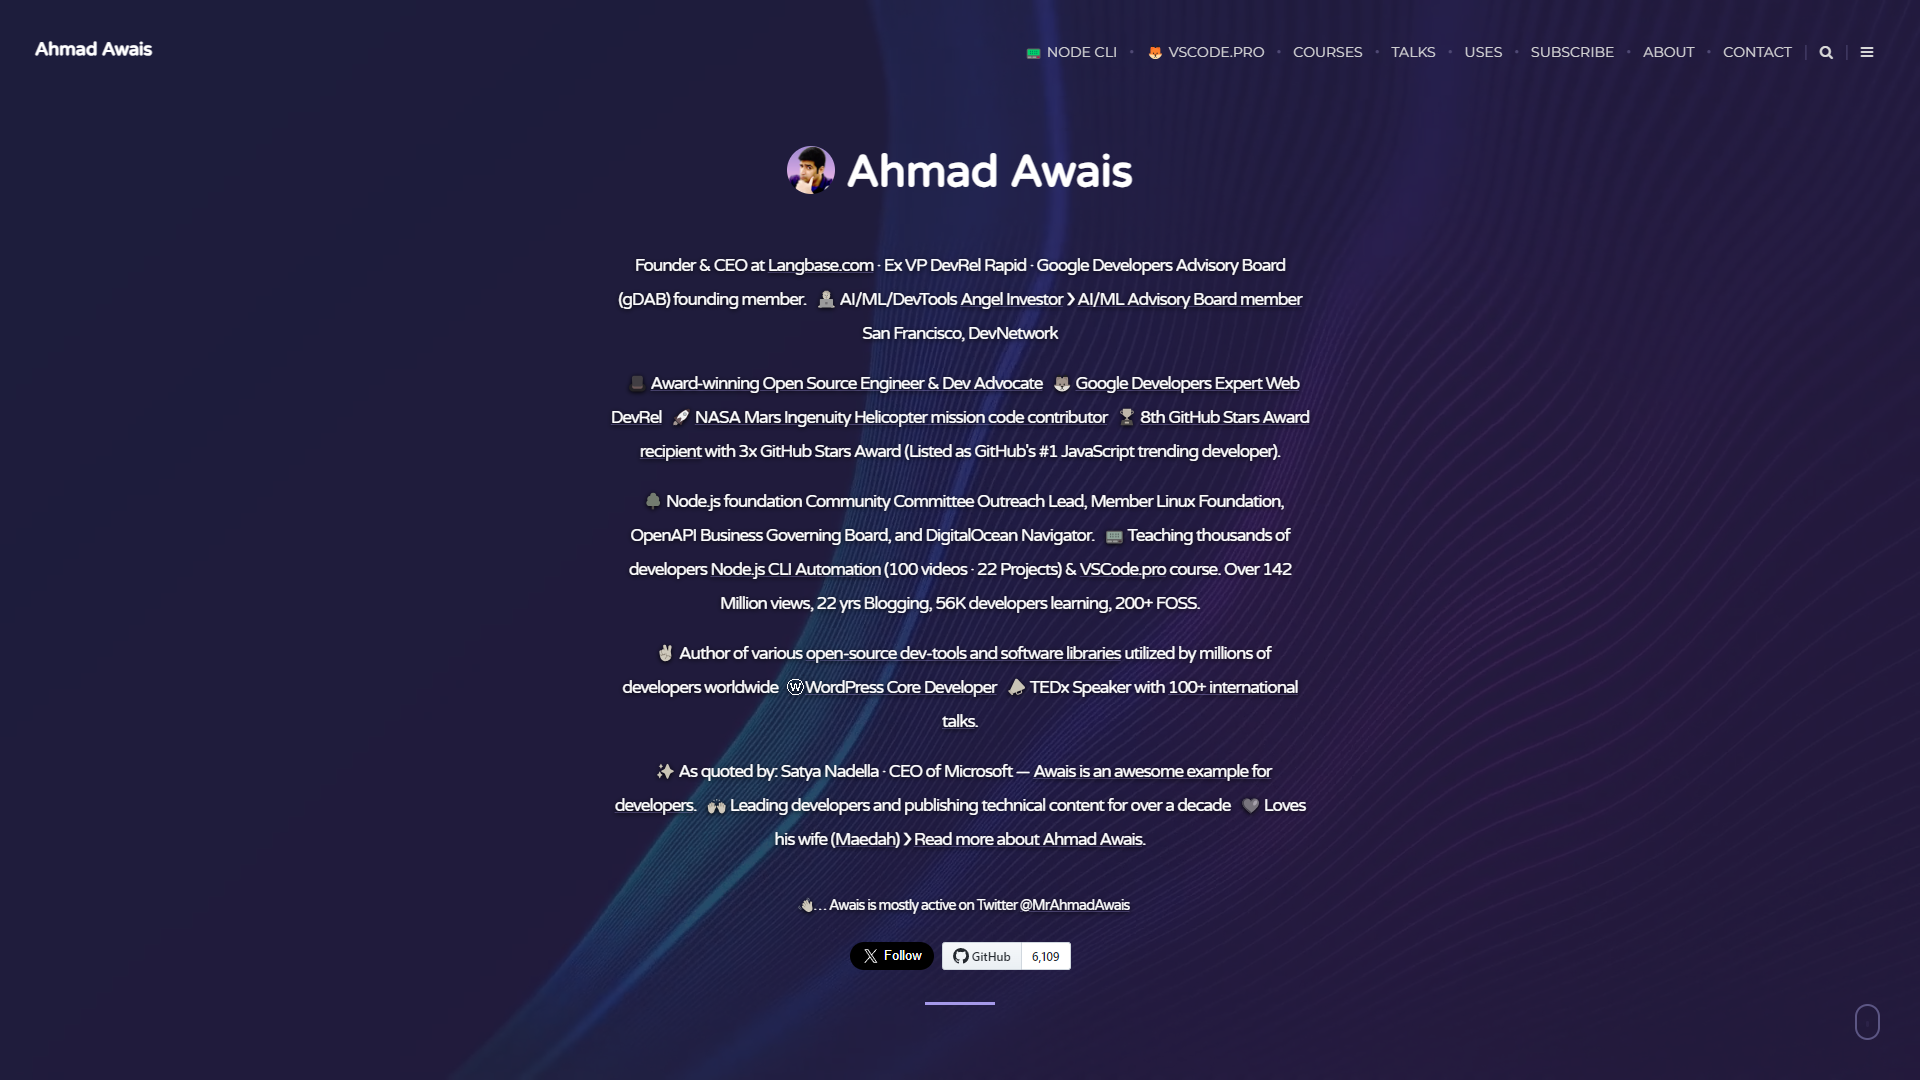 Ahmad Awais
NODE CLI
VSCODE.PRO
COURSES
TALKS
USES
SUBSCRIBE
ABOUT
CONTACT
Ahmad Awais
Founder & CEO at Langbase.com · Ex VP DevRel Rapid · Google Developers Advisory Board
(gDAB) founding member. AI/ML/DevTools Angel Investor ❯ AI/ML Advisory Board member
San Francisco, DevNetwork
Award-winning Open Source Engineer & Dev Advocate Google Developers Expert Web
DevRel NASA Mars Ingenuity Helicopter mission code contributor 8th GitHub Stars Award
recipient with 3x GitHub Stars Award (Listed as GitHub's #1 JavaScript trending developer).
Node.js foundation Community Committee Outreach Lead, Member Linux Foundation,
OpenAPI Business Governing Board, and DigitalOcean Navigator. Teaching thousands of
developers Node.js CLI Automation (100 videos · 22 Projects) & VSCode.pro course. Over 142
Million views, 22 yrs Blogging, 56K developers learning, 200+ FOSS.
Author of various open-source dev-tools and software libraries utilized by millions of
developers worldwide WordPress Core Developer TEDx Speaker with 100+ international
talks.
As quoted by: Satya Nadella · CEO of Microsoft — Awais is an awesome example for
developers. Leading developers and publishing technical content for over a decade Loves
his wife (Maedah) ❯ Read more about Ahmad Awais.
… Awais is mostly active on Twitter @MrAhmadAwais
Follow
GitHub
6,109